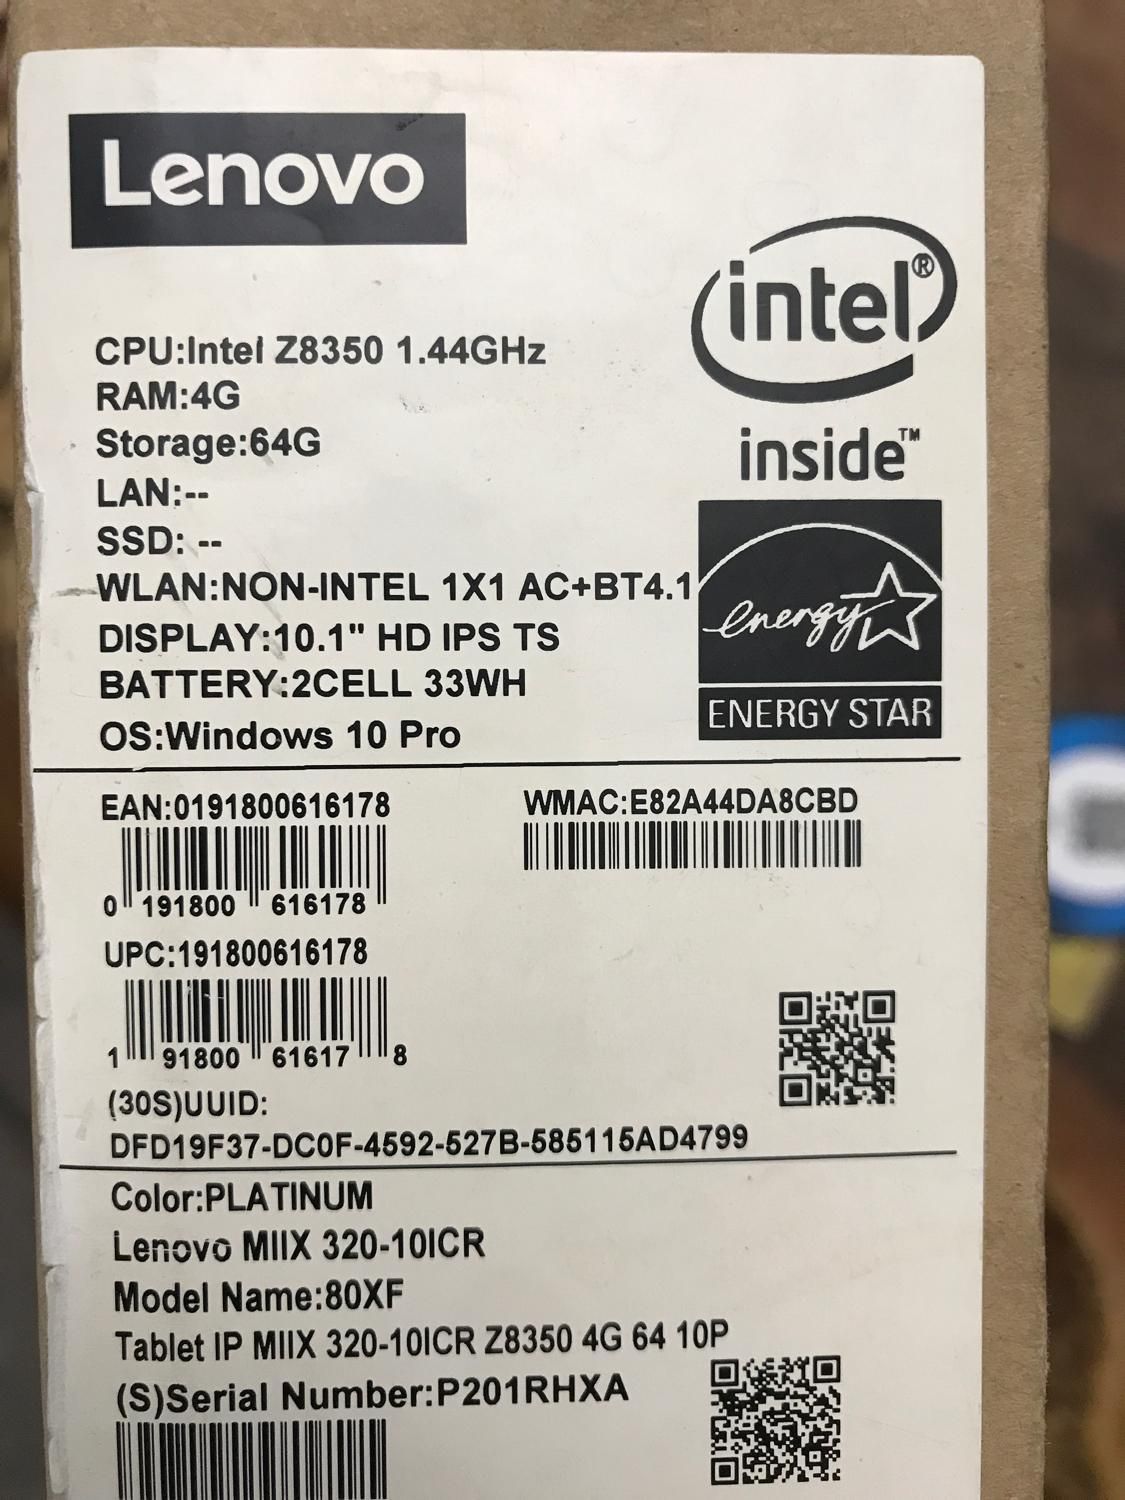 Lenovo
intel®
inside™
CPU:Intel Z8350 1.44GHz
RAM:4G
Storage:64G
LAN:--
SSD: --
WLAN:NON-INTEL 1X1 AC+BT4.1
DISPLAY:10.1" HD IPS TS
BATTERY:2CELL 33WH
OS:Windows 10 Pro
energy
ENERGY STAR
EAN:0191800616178
0 191800 616178
WMAC:E82A44DA8CBD
UPC:191800616178
1 91800 61617 8
(30S)UUID:
DFD19F37-DC0F-4592-527B-585115AD4799
Color:PLATINUM
Lenovo MIIX 320-10ICR
Model Name:80XF
Tablet IP MIIX 320-10ICR Z8350 4G 64 10P
(S)Serial Number:P201RHXA